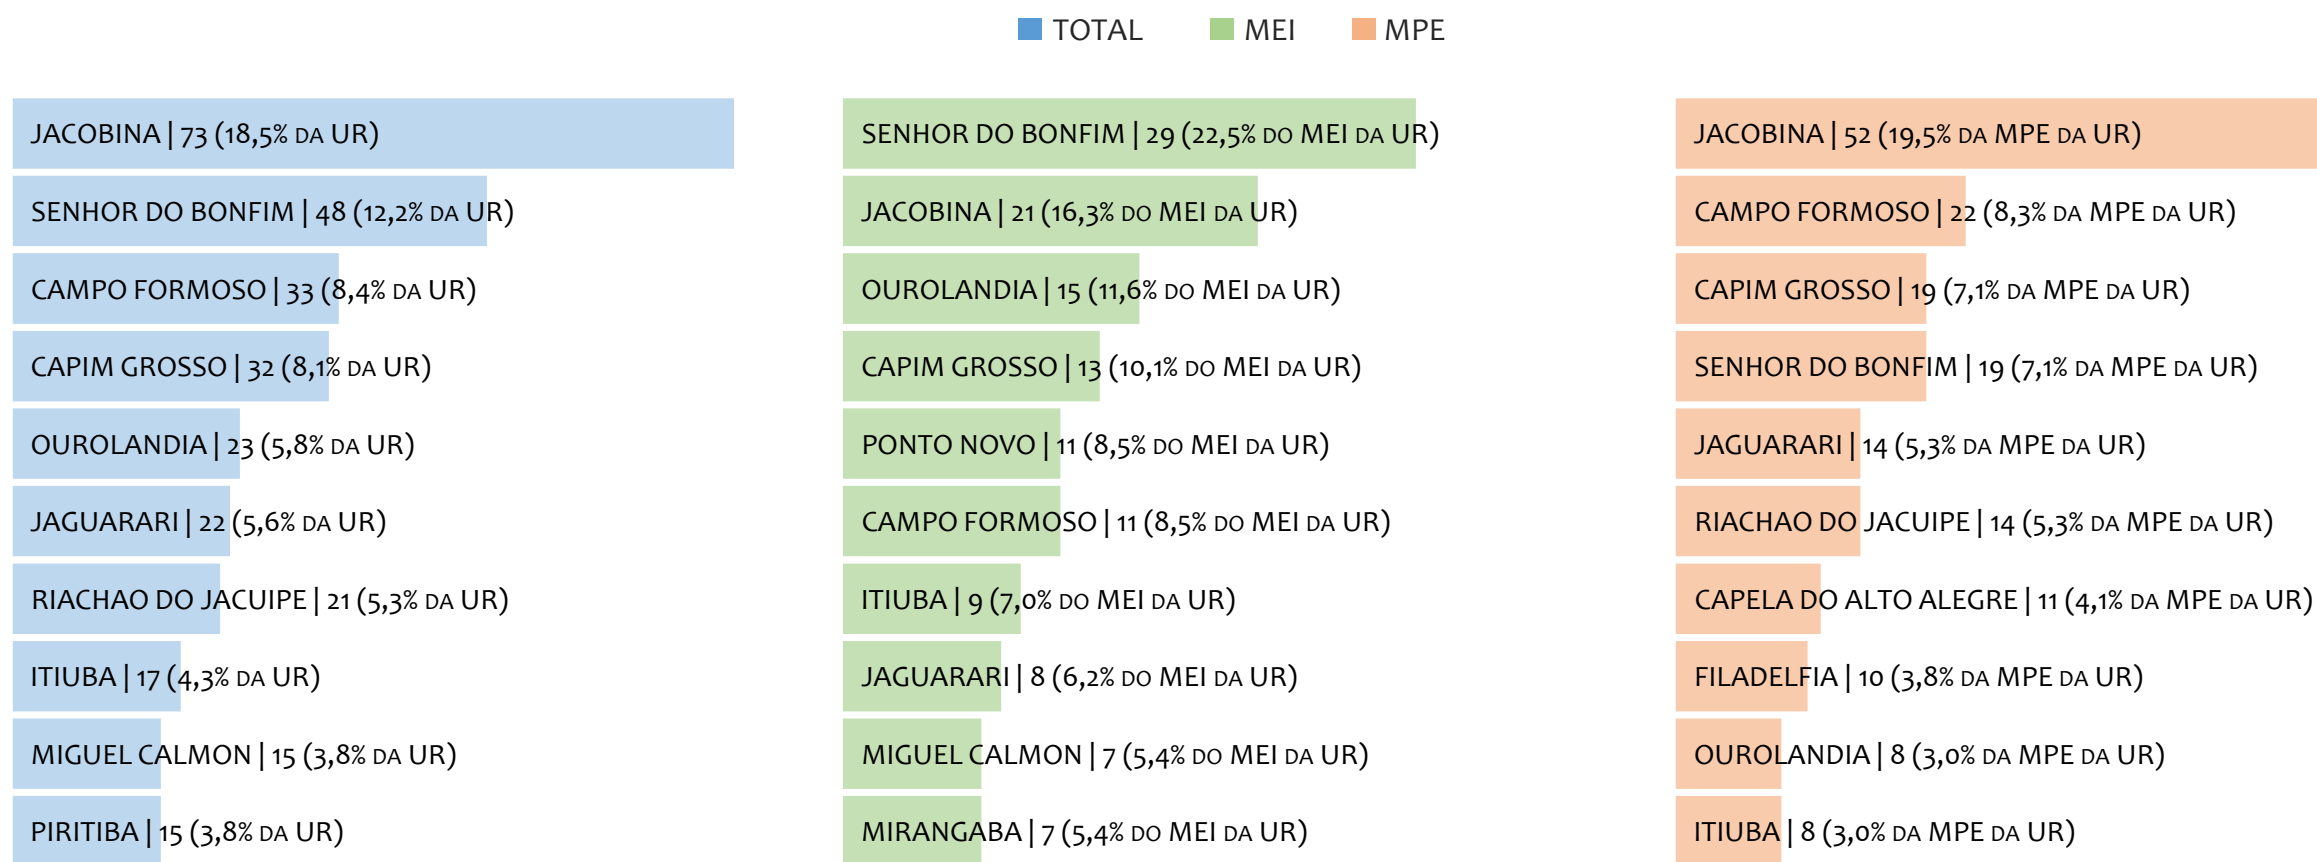 TOTAL MEI MPE
JACOBINA | 73 (18,5% DA UR)
SENHOR DO BONFIM | 48 (12,2% DA UR)
CAMPO FORMOSO | 33 (8,4% DA UR)
CAPIM GROSSO | 32 (8,1% DA UR)
OUROLANDIA | 23 (5,8% DA UR)
JAGUARARI | 22 (5,6% DA UR)
RIACHAO DO JACUIPE | 21 (5,3% DA UR)
ITIUBA | 17 (4,3% DA UR)
MIGUEL CALMON | 15 (3,8% DA UR)
PIRITIBA | 15 (3,8% DA UR)
SENHOR DO BONFIM | 29 (22,5% DO MEI DA UR)
JACOBINA | 21 (16,3% DO MEI DA UR)
OUROLANDIA | 15 (11,6% DO MEI DA UR)
CAPIM GROSSO | 13 (10,1% DO MEI DA UR)
PONTO NOVO | 11 (8,5% DO MEI DA UR)
CAMPO FORMOSO | 11 (8,5% DO MEI DA UR)
ITIUBA | 9 (7,0% DO MEI DA UR)
JAGUARARI | 8 (6,2% DO MEI DA UR)
MIGUEL CALMON | 7 (5,4% DO MEI DA UR)
MIRANGABA | 7 (5,4% DO MEI DA UR)
JACOBINA | 52 (19,5% DA MPE DA UR)
CAMPO FORMOSO | 22 (8,3% DA MPE DA UR)
CAPIM GROSSO | 19 (7,1% DA MPE DA UR)
SENHOR DO BONFIM | 19 (7,1% DA MPE DA UR)
JAGUARARI | 14 (5,3% DA MPE DA UR)
RIACHAO DO JACUIPE | 14 (5,3% DA MPE DA UR)
CAPELA DO ALTO ALEGRE | 11 (4,1% DA MPE DA UR)
FILADELFIA | 10 (3,8% DA MPE DA UR)
OUROLANDIA | 8 (3,0% DA MPE DA UR)
ITIUBA | 8 (3,0% DA MPE DA UR)